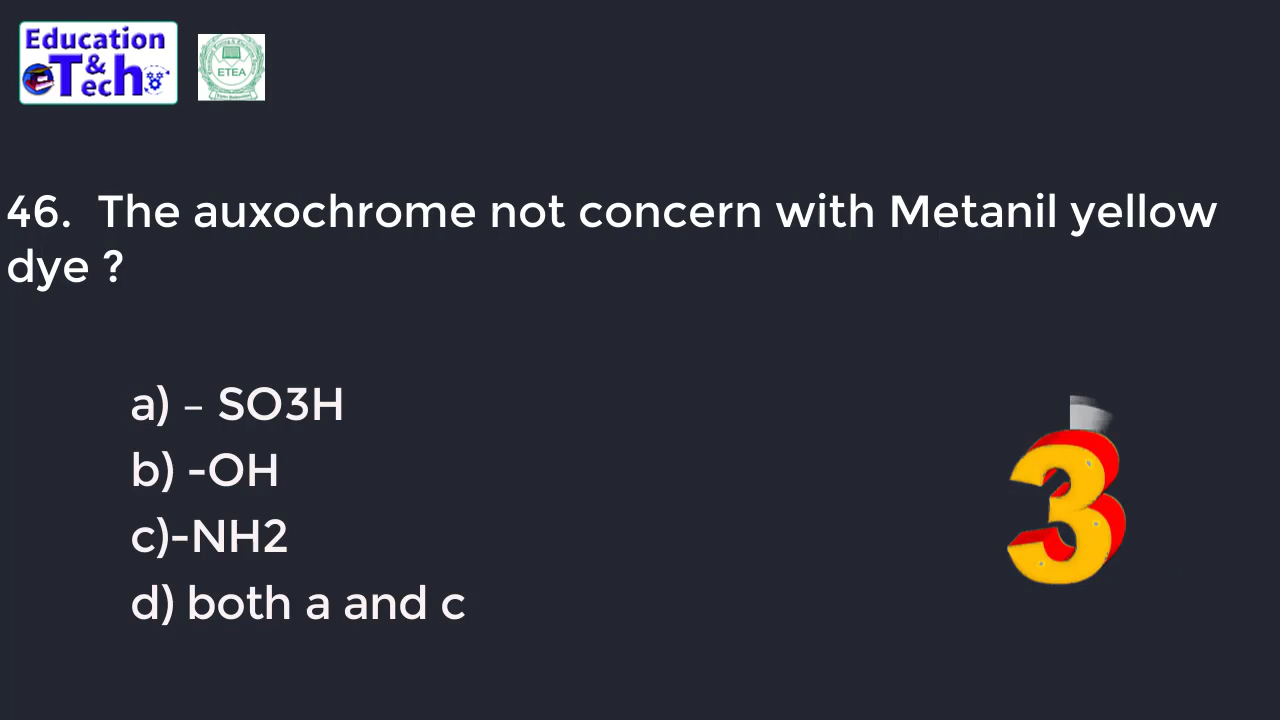 Education
&
Tech
ETEA
46. The auxochrome not concern with Metanil yellow
dye ?
a) – SO3H
b) -OH
c)-NH2
d) both a and c
3